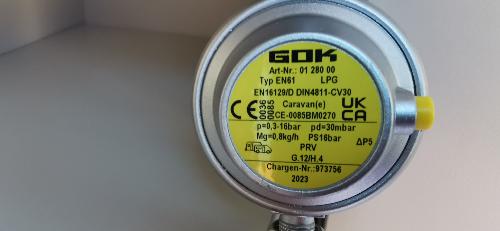 GOK
Art-Nr.: 01 280 00
Typ EN61 LPG
EN16129/D DIN4811-CV30
CE 0036 0085 Caravan(e) UK CA
CE-0085BM0270
p=0,3-16bar pd=30mbar
Mg=0,8kg/h PS16bar ΔP5
PRV
G.12/H.4
Chargen-Nr.:973756
2023